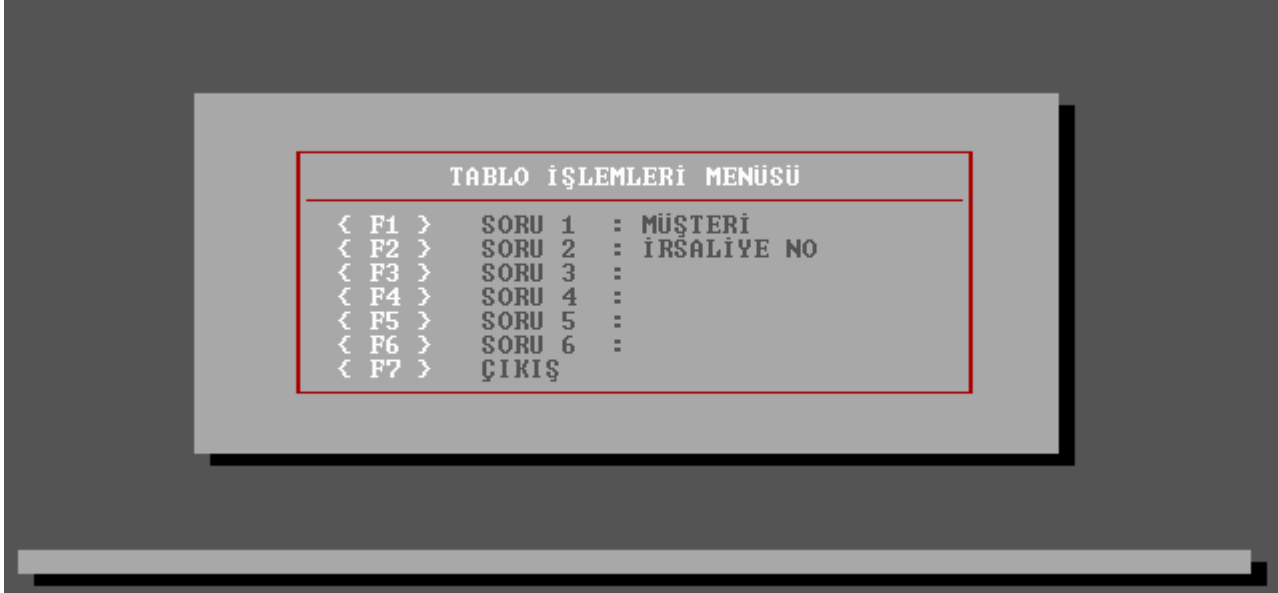 TABLO İŞLEMLERİ MENÜSÜ
{ F1 } SORU 1 : MÜŞTERİ
{ F2 } SORU 2 : İRSALİYE NO
{ F3 } SORU 3 :
{ F4 } SORU 4 :
{ F5 } SORU 5 :
{ F6 } SORU 6 :
{ F7 } ÇIKIŞ